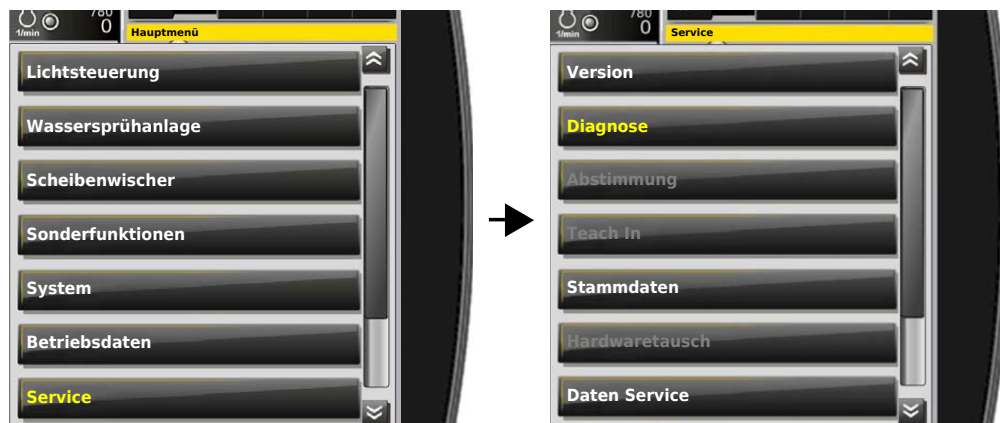 780
1/min
0
Hauptmenü
Lichtsteuerung
Wassersprühanlage
Scheibenwischer
Sonderfunktionen
System
Betriebsdaten
Service
780
1/min
0
Service
Version
Diagnose
Abstimmung
Teach In
Stammdaten
Hardwaretausch
Daten Service